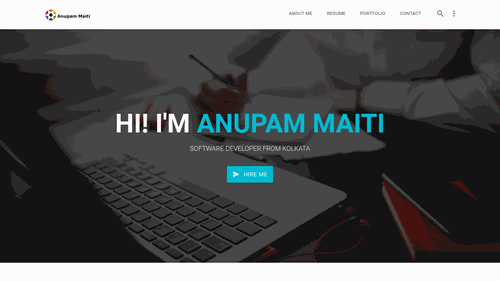 Anupam Maiti
ABOUT ME RESUME PORTFOLIO CONTACT
HI! I'M ANUPAM MAITI
SOFTWARE DEVELOPER FROM KOLKATA
HIRE ME